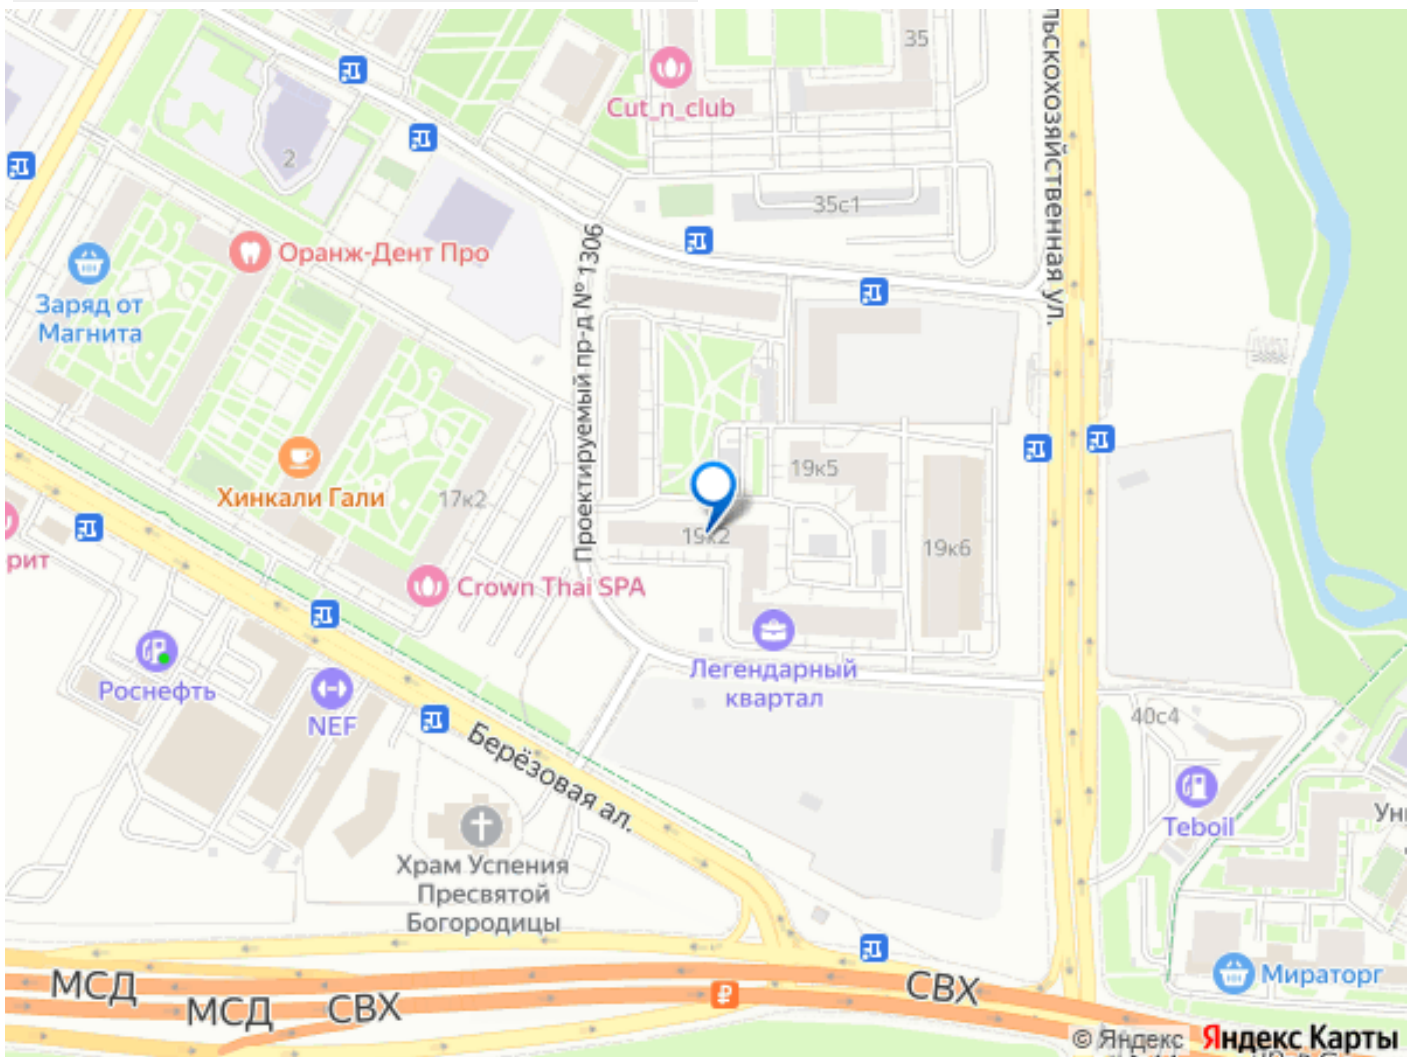 35
льскохозяйственная ул.
Cut_n_club
2
35с1
Проектируемый пр-д № 1306
Оранж-Дент Про
Заряд от
Магнита
19к5
Хинкали Гали
17к2
19к2
19к6
рит
Crown Thai SPA
Роснефть
NEF
Легендарный
квартал
40с4
Берёзовая ал.
Teboil
Храм Успения
Пресвятой
Богородицы
МСД
МСД
СВХ
СВХ
₽
Мираторг
© Яндекс Яндекс Карты